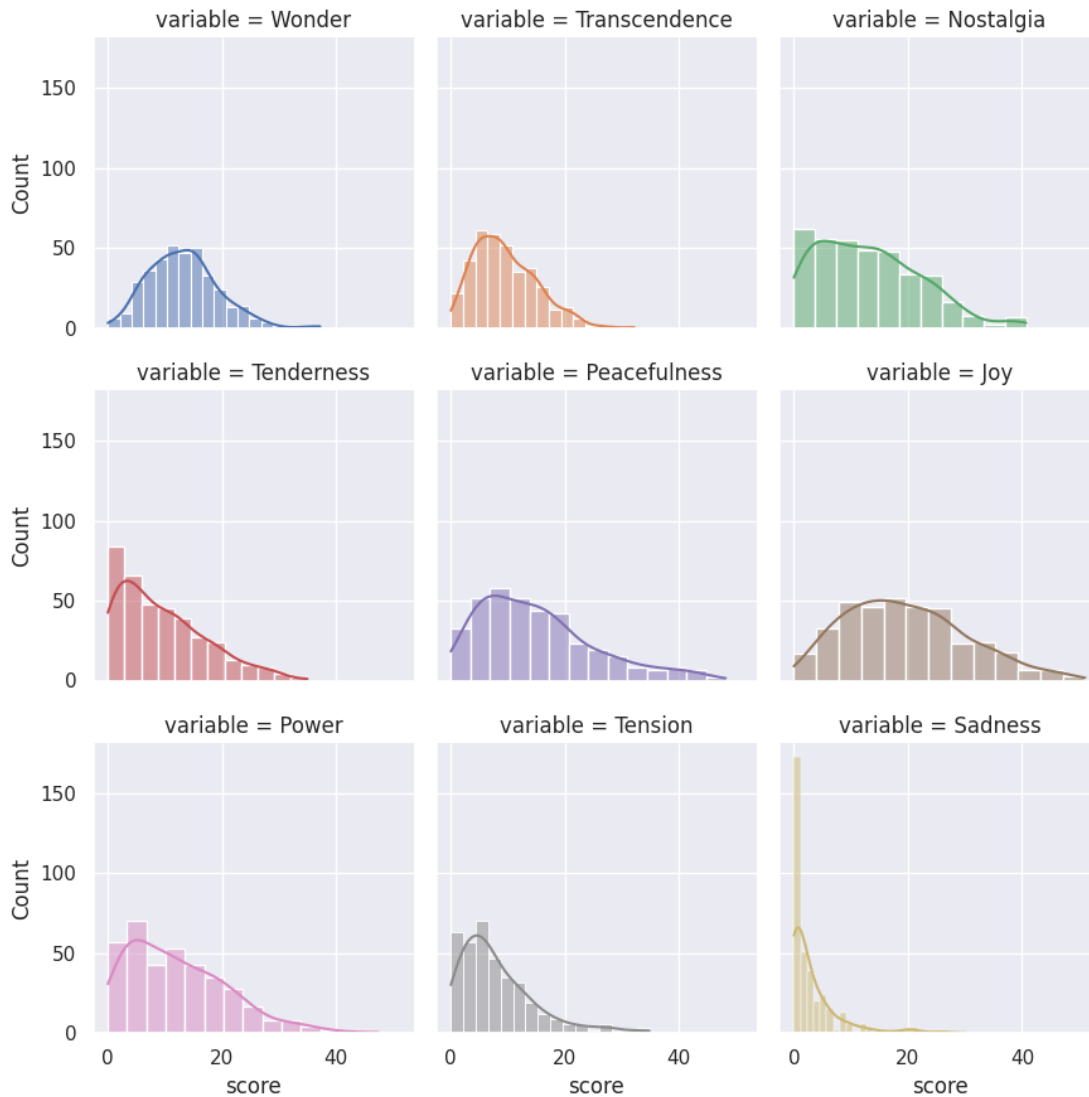 variable = Wonder
variable = Transcendence
variable = Nostalgia
150
100
50
0
Count
variable = Tenderness
variable = Peacefulness
variable = Joy
150
100
50
0
Count
variable = Power
variable = Tension
variable = Sadness
150
100
50
0
Count
0 20 40
0 20 40
0 20 40
score
score
score